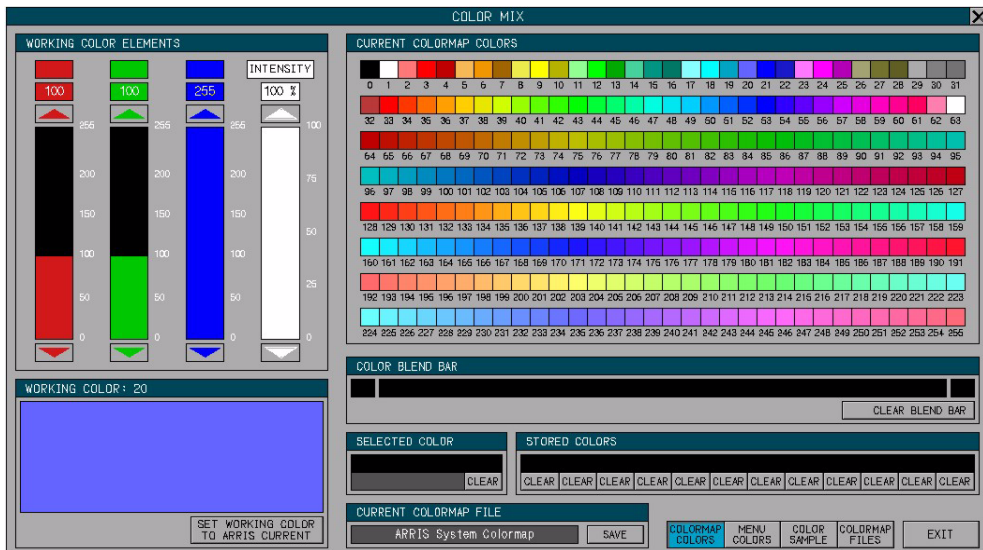 COLOR MIX
WORKING COLOR ELEMENTS
INTENSITY
100 100 255 100 %
255 255 255 100
200 200 200 75
150 150 150 50
100 100 100
50 50 50 25
0 0 0 0
WORKING COLOR: 20
SET WORKING COLOR
TO ARRIS CURRENT
CURRENT COLORMAP COLORS
0 1 2 3 4 5 6 7 8 9 10 11 12 13 14 15 16 17 18 19 20 21 22 23 24 25 26 27 28 29 30 31
32 33 34 35 36 37 38 39 40 41 42 43 44 45 46 47 48 49 50 51 52 53 54 55 56 57 58 59 60 61 62 63
64 65 66 67 68 69 70 71 72 73 74 75 76 77 78 79 80 81 82 83 84 85 86 87 88 89 90 91 92 93 94 95
96 97 98 99 100 101 102 103 104 105 106 107 108 109 110 111 112 113 114 115 116 117 118 119 120 121 122 123 124 125 126 127
128 129 130 131 132 133 134 135 136 137 138 139 140 141 142 143 144 145 146 147 148 149 150 151 152 153 154 155 156 157 158 159
160 161 162 163 164 165 166 167 168 169 170 171 172 173 174 175 176 177 178 179 180 181 182 183 184 185 186 187 188 189 190 191
192 193 194 195 196 197 198 199 200 201 202 203 204 205 206 207 208 209 210 211 212 213 214 215 216 217 218 219 220 221 222 223
224 225 226 227 228 229 230 231 232 233 234 235 236 237 238 239 240 241 242 243 244 245 246 247 248 249 250 251 252 253 254 255
COLOR BLEND BAR
CLEAR BLEND BAR
SELECTED COLOR
CLEAR
STORED COLORS
CLEAR CLEAR CLEAR CLEAR CLEAR CLEAR CLEAR CLEAR CLEAR CLEAR CLEAR CLEAR
CURRENT COLORMAP FILE
ARRIS System Colormap SAVE
COLORMAP MENU COLOR COLORMAP
COLORS COLORS SAMPLE FILES
EXIT